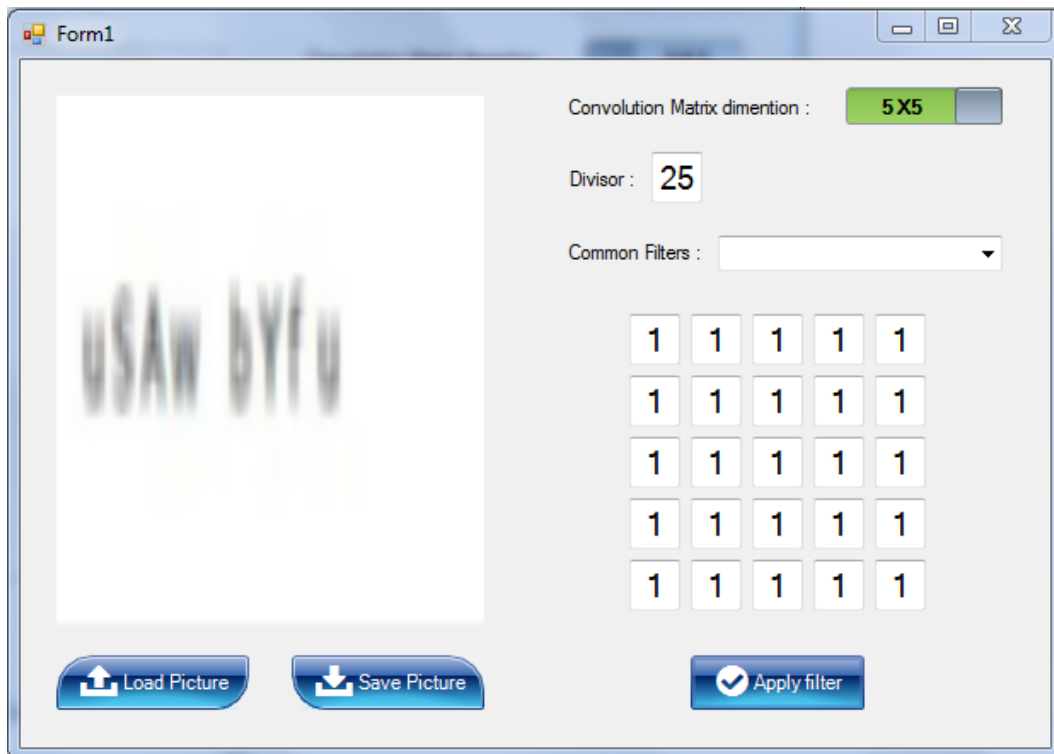 Form1
Convolution Matrix dimention :
5X5
Divisor :
25
Common Filters :
uSAw bYfu
1 1 1 1 1
1 1 1 1 1
1 1 1 1 1
1 1 1 1 1
1 1 1 1 1
Load Picture
Save Picture
Apply filter